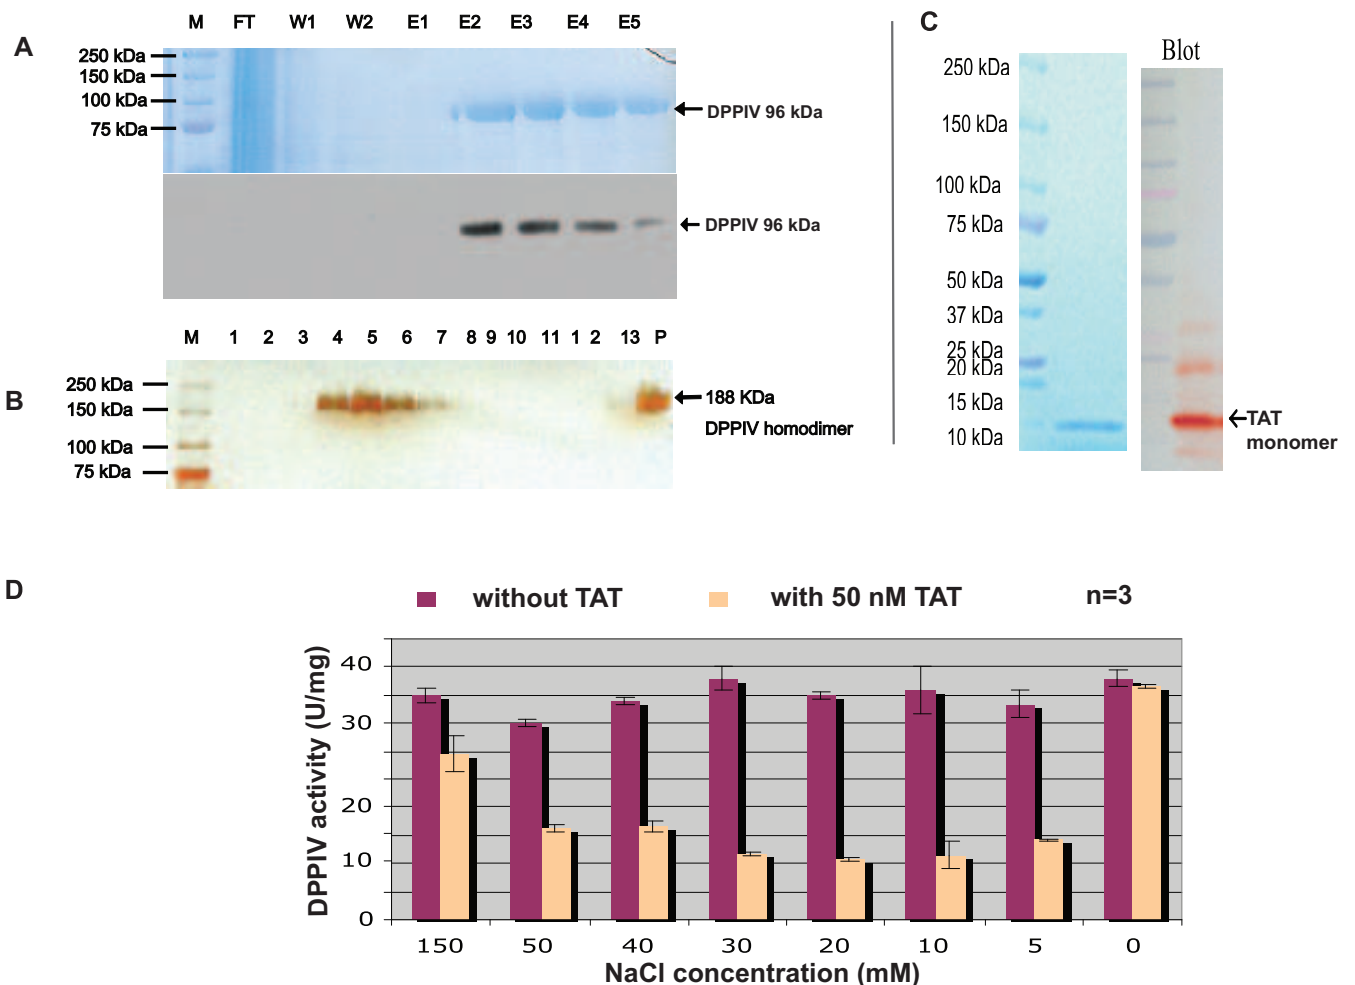 A
M FT W1 W2 E1 E2 E3 E4 E5
250 kDa
150 kDa
100 kDa
75 kDa
DPPIV 96 kDa
DPPIV 96 kDa
B
M 1 2 3 4 5 6 7 8 9 10 11 1 2 13 P
250 kDa
150 kDa
100 kDa
75 kDa
188 KDa
DPPIV homodimer
C
Blot
250 kDa
150 kDa
100 kDa
75 kDa
50 kDa
37 kDa
25 kDa
20 kDa
15 kDa
10 kDa
TAT
monomer
D
without TAT with 50 nM TAT n=3
DPPIV activity (U/mg)
40
30
20
10
0
150 50 40 30 20 10 5 0
NaCl concentration (mM)